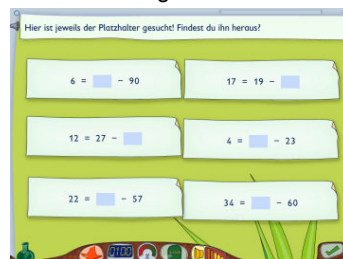 Hier ist jeweils der Platzhalter gesucht! Findest du ihn heraus?
6 = − 90
17 = 19 −
12 = 27 −
4 = − 23
22 = − 57
34 = − 60
0100